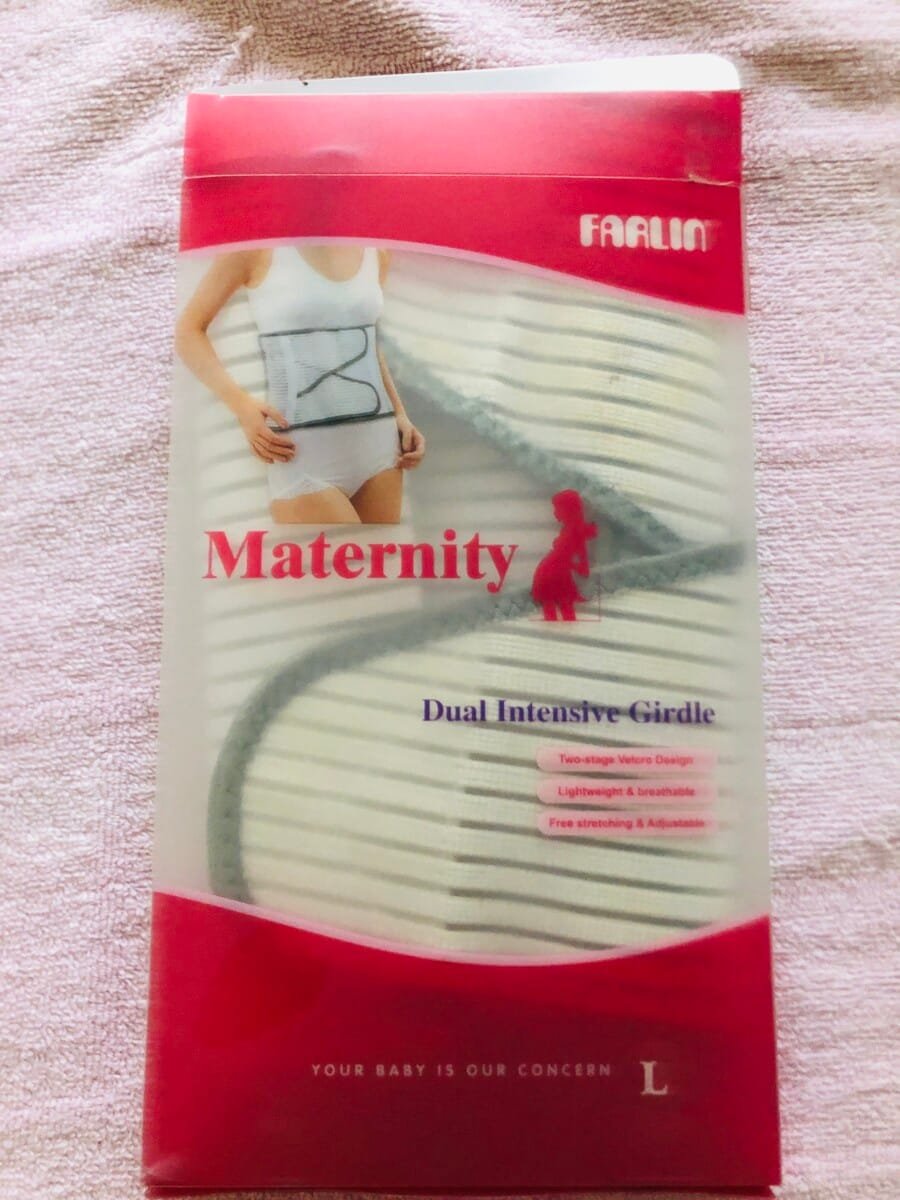 FARLIN
Maternity
Dual Intensive Girdle
Two-stage Velcro Design
Lightweight & breathable
Free stretching & Adjustable
YOUR BABY IS OUR CONCERN L